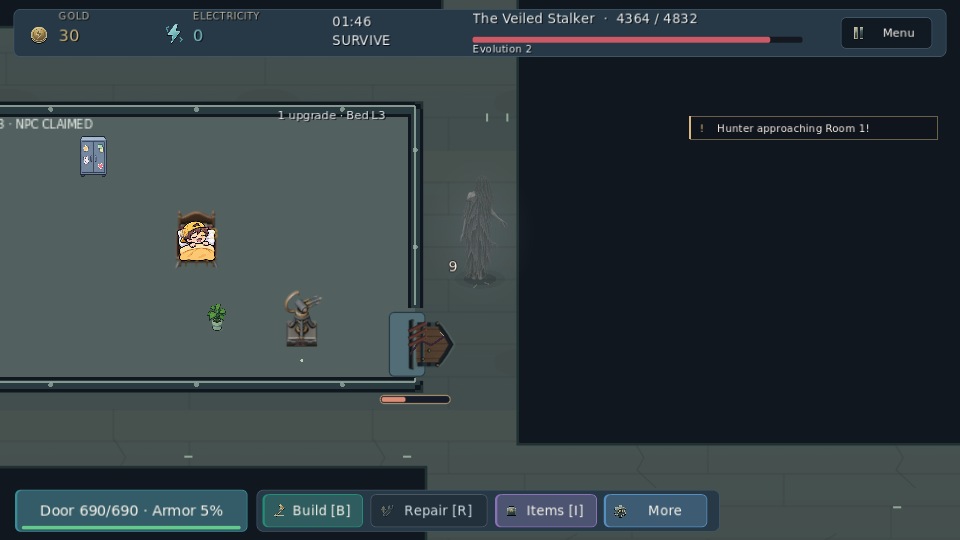 GOLD
30
ELECTRICITY
0
01:46
SURVIVE
The Veiled Stalker · 4364 / 4832
Evolution 2
Menu
! Hunter approaching Room 1!
1 upgrade · Bed L3
3 · NPC CLAIMED
9
Door 690/690 · Armor 5%
Build [B]
Repair [R]
Items [I]
More